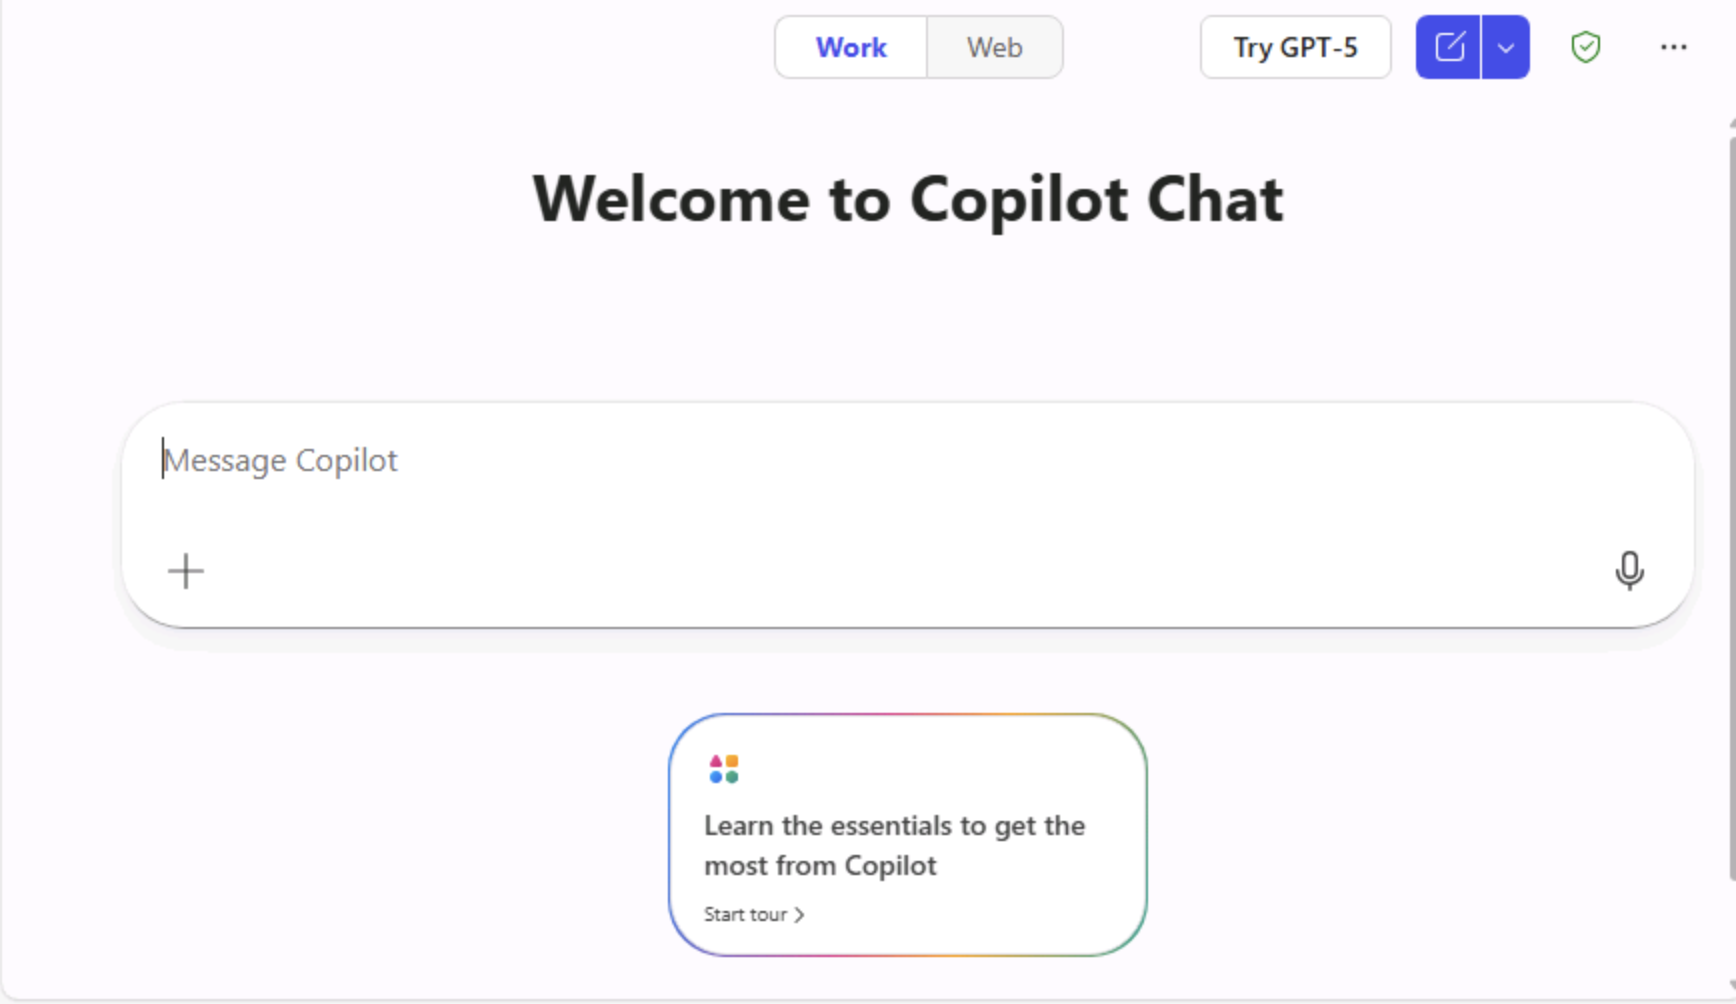 Work
Web
Try GPT-5
Welcome to Copilot Chat
Message Copilot
Learn the essentials to get the
most from Copilot
Start tour